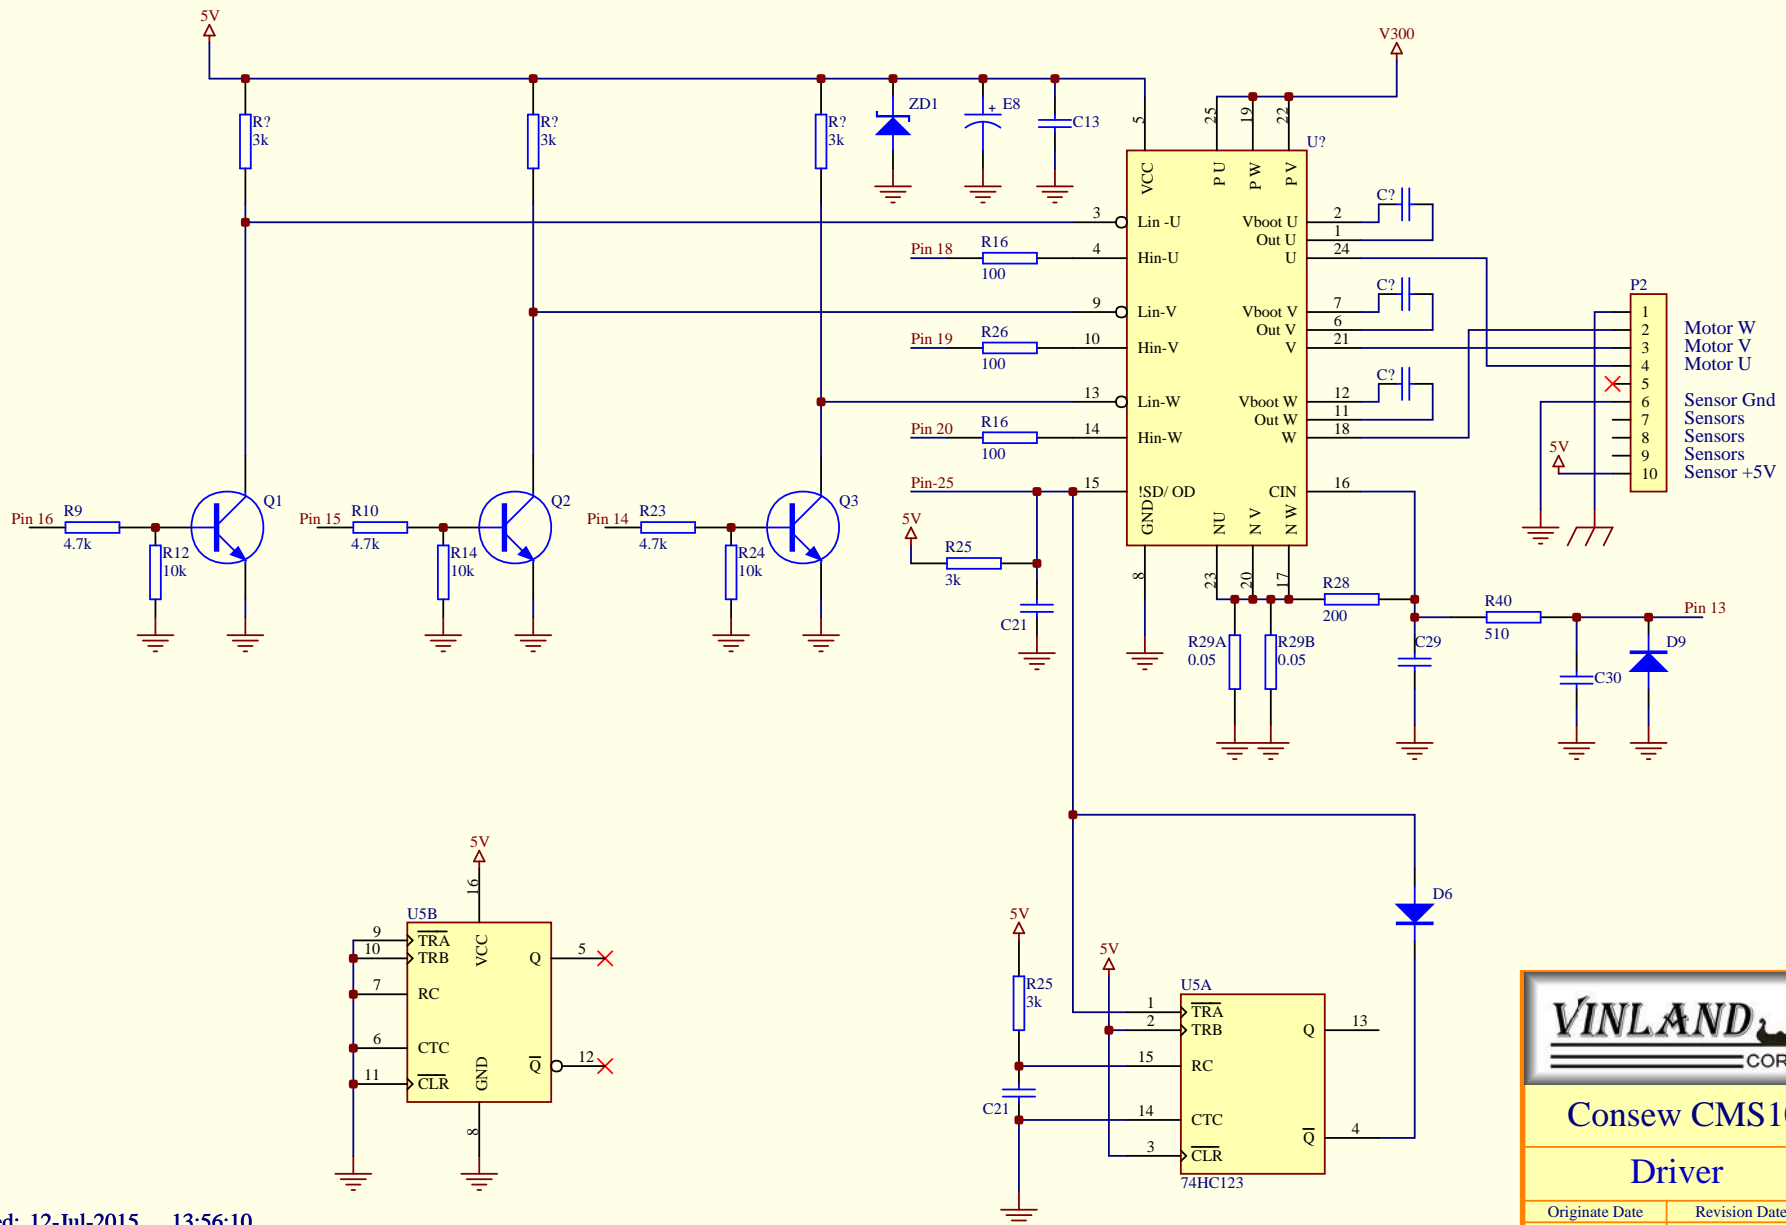 5V
V300
R?
3k
R?
3k
R?
3k
ZD1
+
E8
C13
5
25
19
22
U?
VCC
P U
P W
P V
3
Lin -U
Pin 18
R16
100
4
Hin-U
9
Lin-V
Pin 19
R26
100
10
Hin-V
13
Lin-W
Pin 20
R16
100
14
Hin-W
Pin-25
15
!SD/ OD
GND
NU
N V
N W
CIN
16
Vboot U
2
Out U
1
U
24
C?
Vboot V
7
Out V
6
V
21
C?
Vboot W
12
Out W
11
W
18
C?
P2
1
2
Motor W
3
Motor V
4
Motor U
5
6
Sensor Gnd
7
Sensors
8
Sensors
9
Sensors
10
Sensor +5V
5V
Pin 16
R9
4.7k
R12
10k
Q1
Pin 15
R10
4.7k
R14
10k
Q2
Pin 14
R23
4.7k
R24
10k
Q3
5V
R25
3k
C21
8
23
20
17
R28
200
R29A
0.05
R29B
0.05
C29
R40
510
Pin 13
C30
D9
5V
16
U5B
9
TRA
10
TRB
7
RC
6
CTC
11
CLR
VCC
GND
Q
5
Q
12
8
5V
R25
3k
C21
5V
U5A
1
TRA
2
TRB
15
RC
14
CTC
3
CLR
Q
13
Q
4
74HC123
D6
VINLAND
COR
Consew CMS10
Driver
Originate Date
Revision Date
ed: 12-Jul-2015 13:56:10